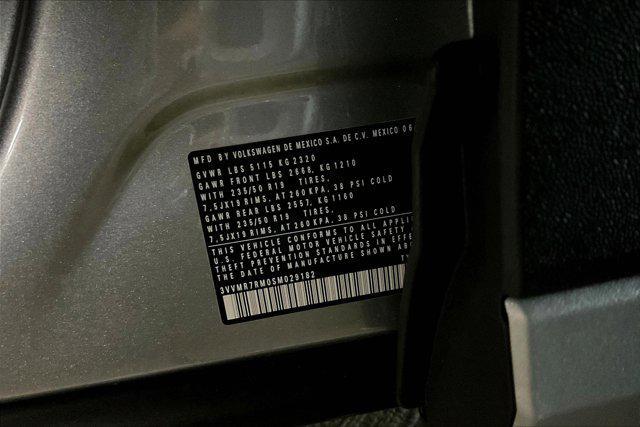 MFD BY VOLKSWAGEN DE MEXICO S.A. DE C.V. MEXICO 06
GVWR LBS 5115 KG 2320
GAWR FRONT LBS 2668, KG 1210
WITH 235/50 R19 TIRES.
7,5JX19 RIMS. AT 260 KPA, 38 PSI COLD
GAWR REAR LBS 2557, KG 1160
WITH 235/50 R19 TIRES.
7,5JX19 RIMS. AT 260 KPA, 38 PSI COLD
THIS VEHICLE CONFORMS TO ALL APPLI
U.S. FEDERAL MOTOR VEHICLE SAFETY
THEFT PREVENTION STANDARDS IN EFFE
THE DATE OF MANUFACTURE SHOWN
3VVMR7RM0SM029182